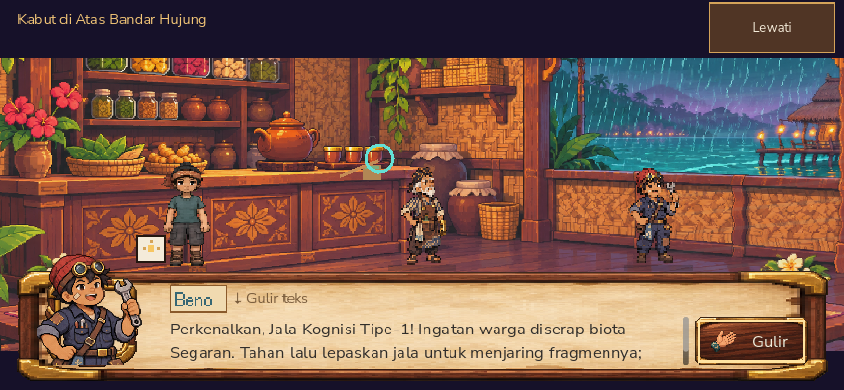 Kabut di Atas Bandar Hujung
Lewati
Beno
↓ Gulir teks
Perkenalkan, Jala Kognisi Tipe-1! Ingatan warga diserap biota
Segaran. Tahan lalu lepaskan jala untuk menjaring fragmennya;
Gulir